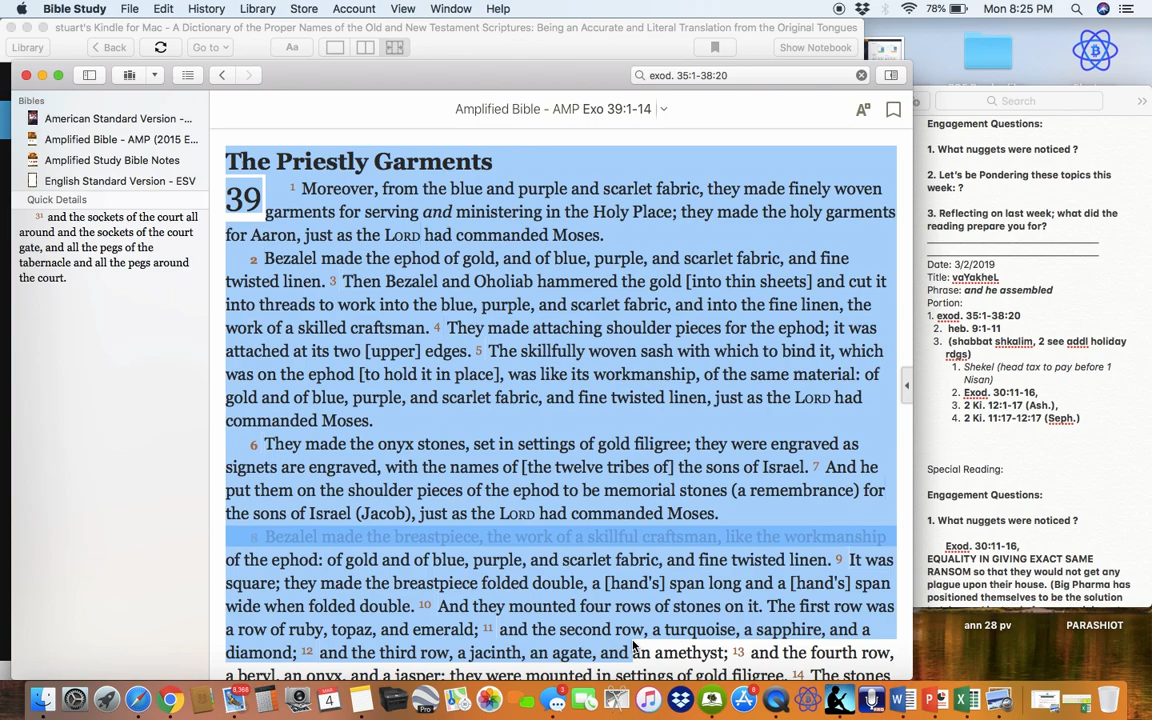 Bible Study File Edit History Library Store Account View Window Help 78% Mon 8:25 PM
stuart's Kindle for Mac - A Dictionary of the Proper Names of the Old and New Testament Scriptures: Being an Accurate and Literal Translation from the Original Tongues
Library Back Go to Aa Show Notebook
exod. 35:1-38:20
Bibles
American Standard Version -...
Amplified Bible - AMP (2015 E...
Amplified Study Bible Notes
English Standard Version - ESV
Quick Details
31 and the sockets of the court all
around and the sockets of the court
gate, and all the pegs of the
tabernacle and all the pegs around
the court.
Amplified Bible - AMP Exo 39:1-14
The Priestly Garments
39 1 Moreover, from the blue and purple and scarlet fabric, they made finely woven
garments for serving and ministering in the Holy Place; they made the holy garments
for Aaron, just as the LORD had commanded Moses.
2 Bezalel made the ephod of gold, and of blue, purple, and scarlet fabric, and fine
twisted linen. 3 Then Bezalel and Oholiab hammered the gold [into thin sheets] and cut it
into threads to work into the blue, purple, and scarlet fabric, and into the fine linen, the
work of a skilled craftsman. 4 They made attaching shoulder pieces for the ephod; it was
attached at its two [upper] edges. 5 The skillfully woven sash with which to bind it, which
was on the ephod [to hold it in place], was like its workmanship, of the same material: of
gold and of blue, purple, and scarlet fabric, and fine twisted linen, just as the LORD had
commanded Moses.
6 They made the onyx stones, set in settings of gold filigree; they were engraved as
signets are engraved, with the names of [the twelve tribes of] the sons of Israel. 7 And he
put them on the shoulder pieces of the ephod to be memorial stones (a remembrance) for
the sons of Israel (Jacob), just as the LORD had commanded Moses.
8 Bezalel made the breastpiece, the work of a skillful craftsman, like the workmanship
of the ephod: of gold and of blue, purple, and scarlet fabric, and fine twisted linen. 9 It was
square; they made the breastpiece folded double, a [hand's] span long and a [hand's] span
wide when folded double. 10 And they mounted four rows of stones on it. The first row was
a row of ruby, topaz, and emerald; 11 and the second row, a turquoise, a sapphire, and a
diamond; 12 and the third row, a jacinth, an agate, and an amethyst; 13 and the fourth row,
a beryl, an onyx, and a jasper; they were mounted in settings of gold filigree. 14 The stones
Search
Engagement Questions:
1. What nuggets were noticed ?
2. Let's be Pondering these topics this
week: ?
3. Reflecting on last week; what did the
reading prepare you for?
Date: 3/2/2019
Title: vaYakheL
Phrase: and he assembled
Portion:
1. exod. 35:1-38:20
2. heb. 9:1-11
3. (shabbat shkalim, 2 see addl holiday
rdgs)
1. Shekel (head tax to pay before 1
Nisan)
2. Exod. 30:11-16,
3. 2 Ki. 12:1-17 (Ash.),
4. 2 Ki. 11:17-12:17 (Seph.)
Special Reading:
Engagement Questions:
1. What nuggets were noticed ?
Exod. 30:11-16,
EQUALITY IN GIVING EXACT SAME
RANSOM so that they would not get any
plague upon their house. (Big Pharma has
positioned themselves to be the solution
ann 28 pv PARASHIOT
8,368 4 3 8
Pro